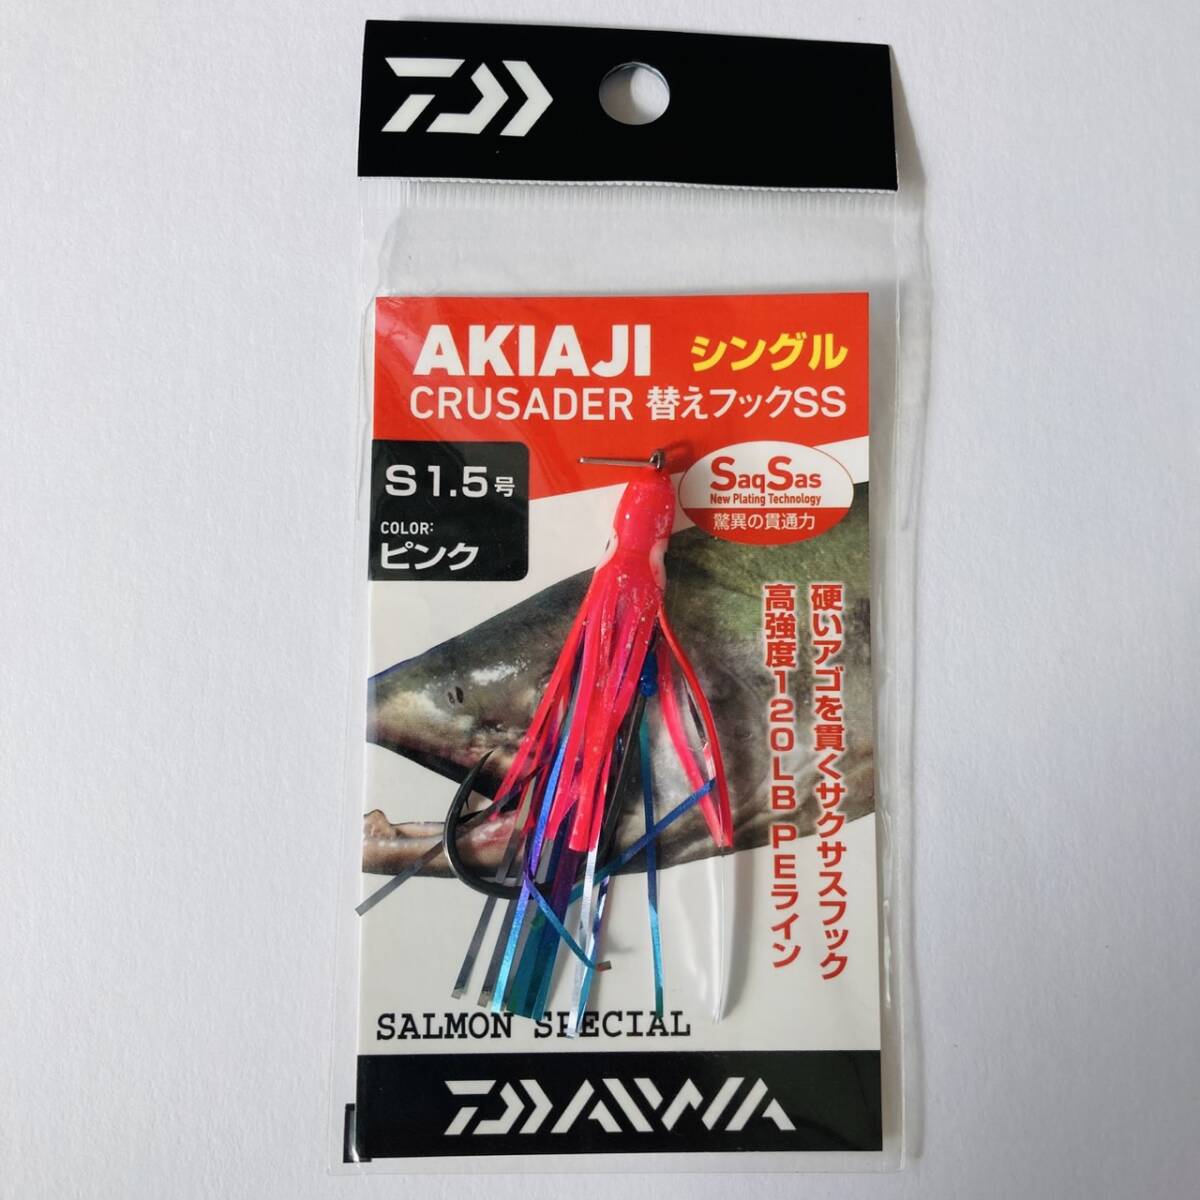 AKIAJI シングル
CRUSADER 替えフックSS
S1.5号
COLOR:
ピンク
SaqSas
New Plating Technology
驚異の貫通力
硬いアゴを貫くサクサスフック
高強度120LB PEライン
SALMON SPECIAL
DAIWA